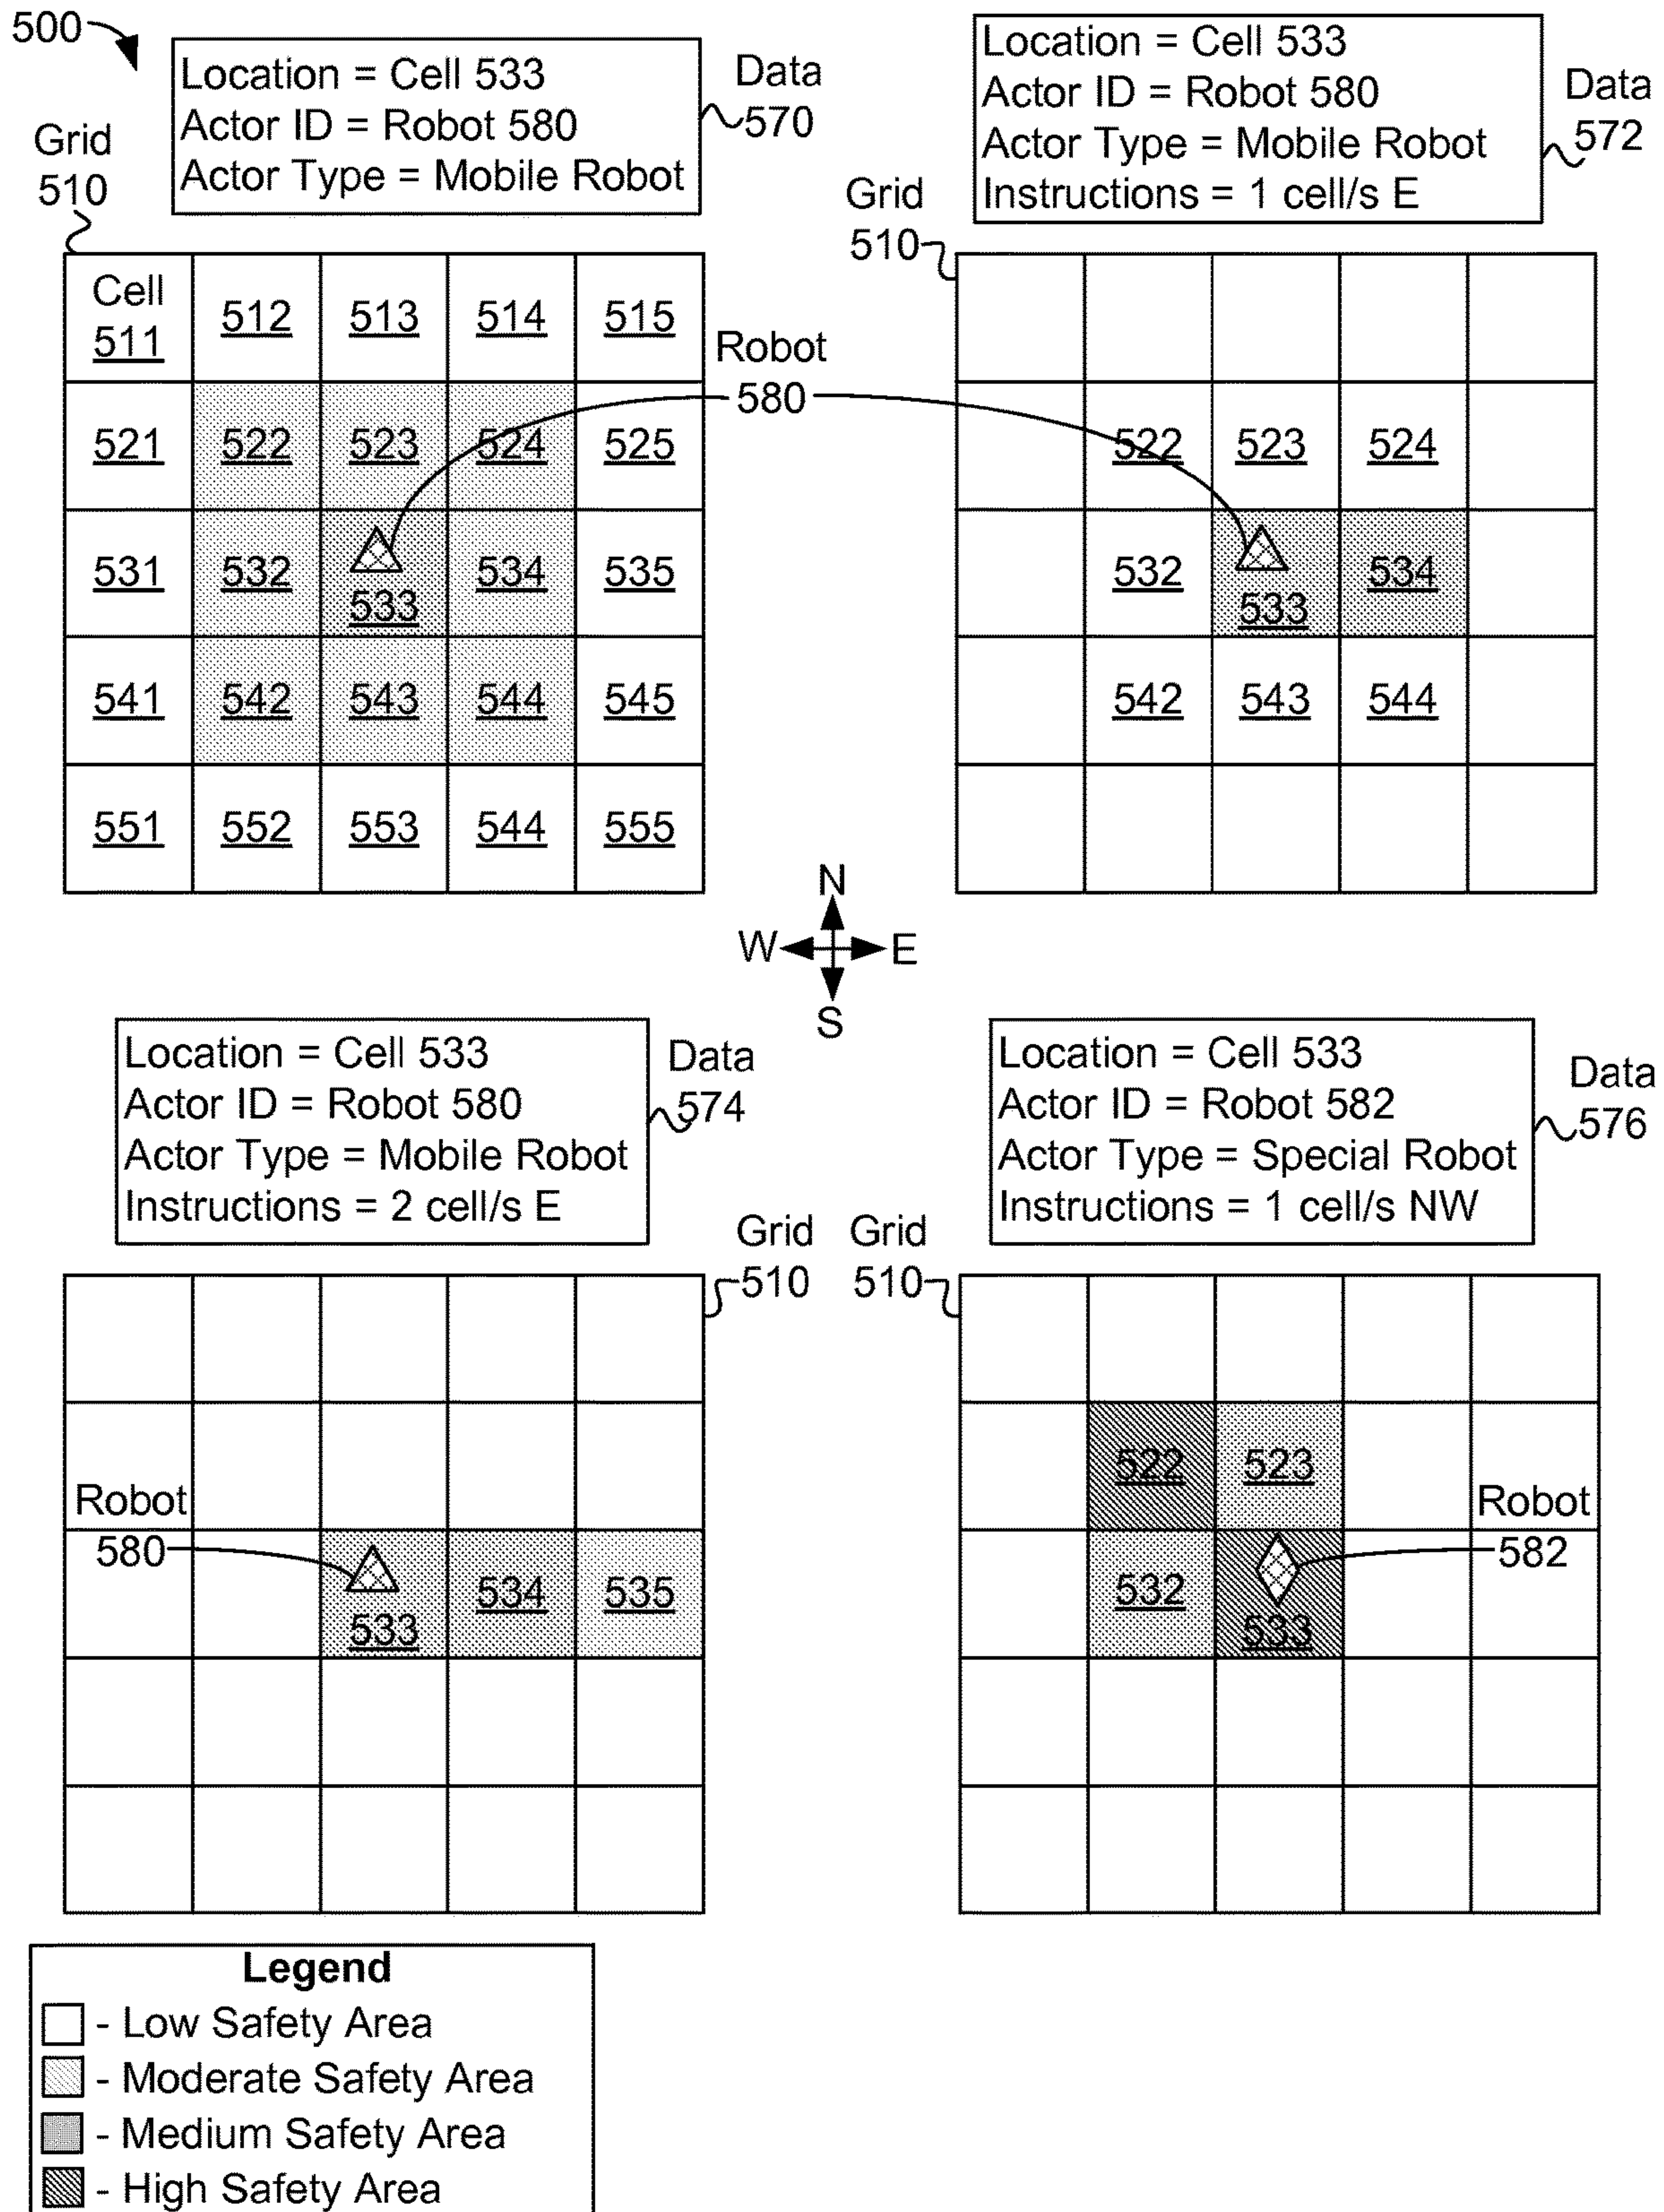 500
Location = Cell 533
Actor ID = Robot 580
Actor Type = Mobile Robot
Data
570
Grid
510
Cell
511
512
513
514
515
521
522
523
524
525
531
532
533
534
535
541
542
543
544
545
551
552
553
544
555
Robot
580
Location = Cell 533
Actor ID = Robot 580
Actor Type = Mobile Robot
Instructions = 1 cell/s E
Data
572
Grid
510
522
523
524
532
533
534
542
543
544
N
W
E
S
Location = Cell 533
Actor ID = Robot 580
Actor Type = Mobile Robot
Instructions = 2 cell/s E
Data
574
Grid
510
Robot
580
533
534
535
Location = Cell 533
Actor ID = Robot 582
Actor Type = Special Robot
Instructions = 1 cell/s NW
Data
576
Grid
510
522
523
532
533
Robot
582
Legend
- Low Safety Area
- Moderate Safety Area
- Medium Safety Area
- High Safety Area